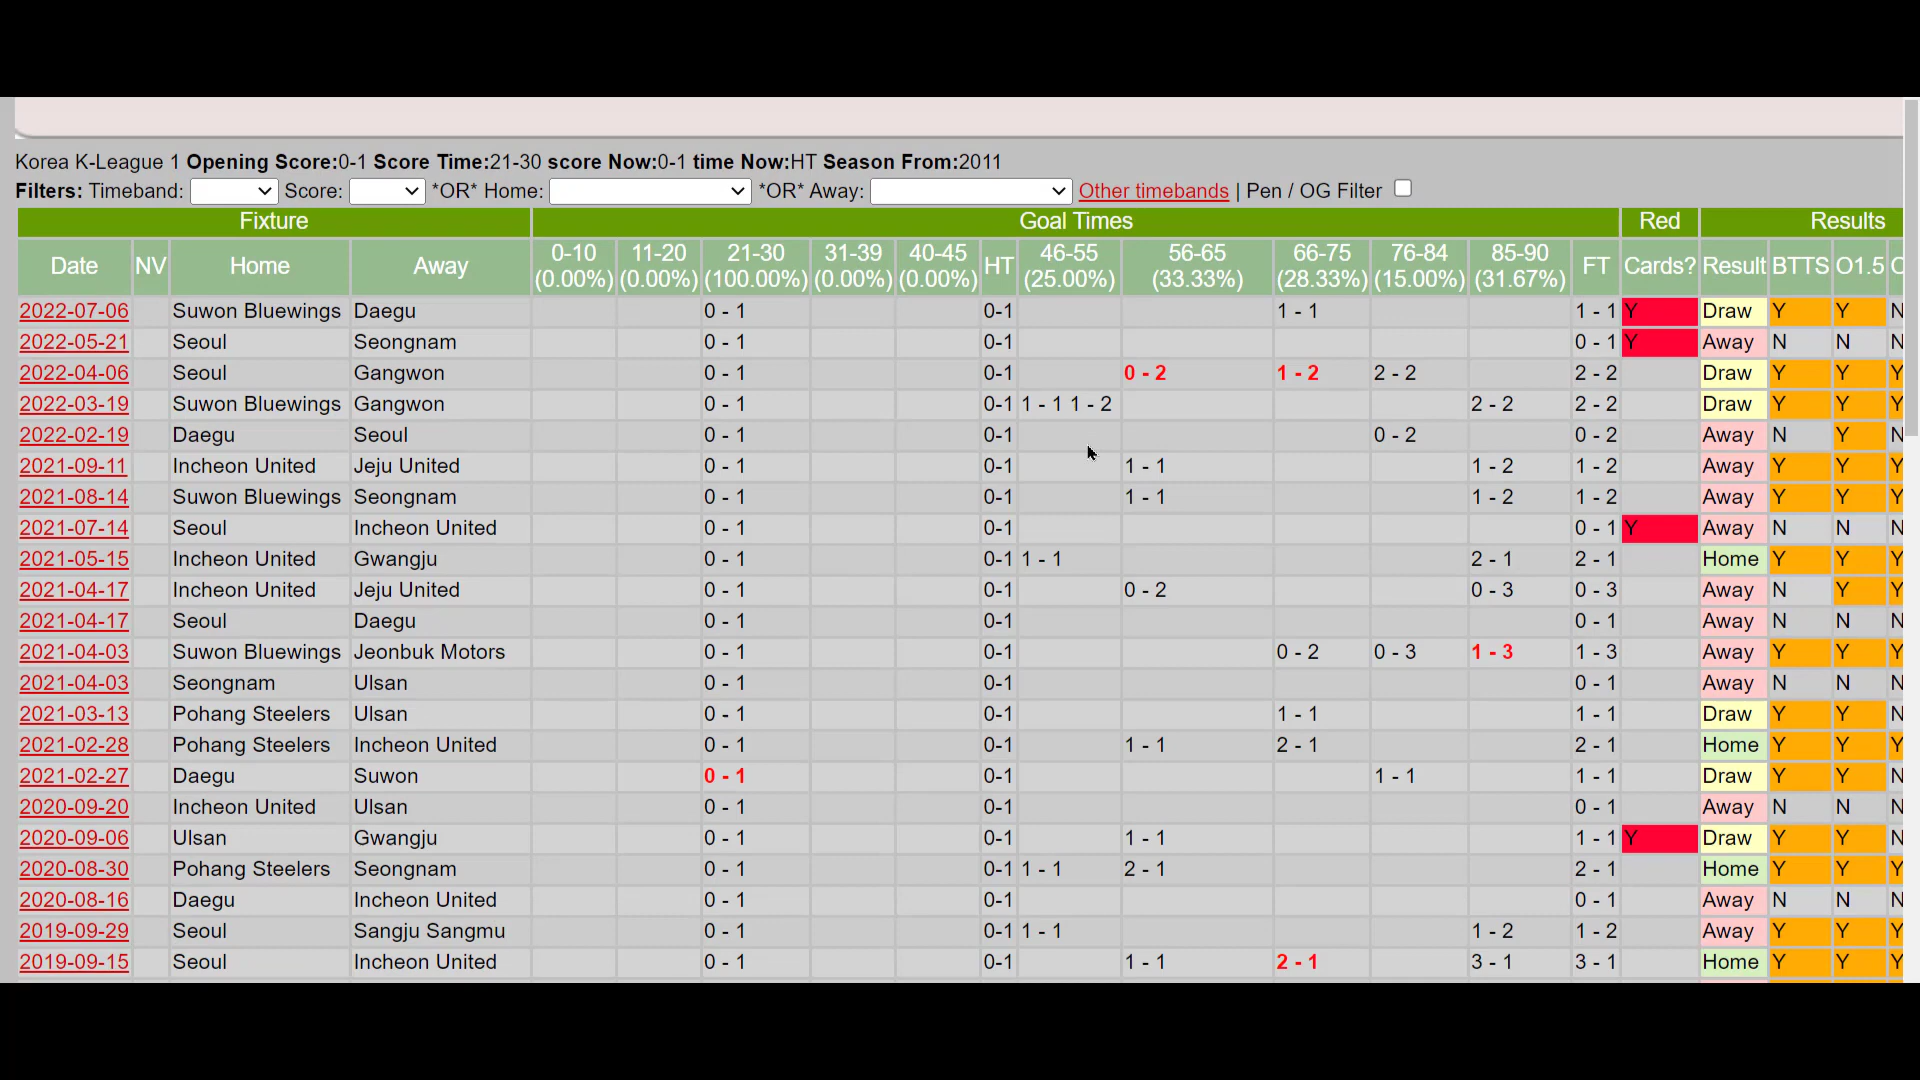 Korea K-League 1 Opening Score:0-1 Score Time:21-30 score Now:0-1 time Now:HT Season From:2011
Filters: Timeband: Score: *OR* Home: *OR* Away: Other timebands | Pen / OG Filter
Fixture Goal Times Red Results
Date NV Home Away 0-10 (0.00%) 11-20 (0.00%) 21-30 (100.00%) 31-39 (0.00%) 40-45 (0.00%) HT 46-55 (25.00%) 56-65 (33.33%) 66-75 (28.33%) 76-84 (15.00%) 85-90 (31.67%) FT Cards? Result BTTS O1.5
2022-07-06 Suwon Bluewings Daegu 0 - 1 0-1 1 - 1 1 - 1 Y Draw Y Y N
2022-05-21 Seoul Seongnam 0 - 1 0-1 0 - 1 Y Away N N N
2022-04-06 Seoul Gangwon 0 - 1 0-1 0 - 2 1 - 2 2 - 2 2 - 2 Draw Y Y Y
2022-03-19 Suwon Bluewings Gangwon 0 - 1 0-1 1 - 1 1 - 2 2 - 2 2 - 2 Draw Y Y Y
2022-02-19 Daegu Seoul 0 - 1 0-1 0 - 2 0 - 2 Away N Y N
2021-09-11 Incheon United Jeju United 0 - 1 0-1 1 - 1 1 - 2 1 - 2 Away Y Y Y
2021-08-14 Suwon Bluewings Seongnam 0 - 1 0-1 1 - 1 1 - 2 1 - 2 Away Y Y Y
2021-07-14 Seoul Incheon United 0 - 1 0-1 0 - 1 Y Away N N N
2021-05-15 Incheon United Gwangju 0 - 1 0-1 1 - 1 2 - 1 2 - 1 Home Y Y Y
2021-04-17 Incheon United Jeju United 0 - 1 0-1 0 - 2 0 - 3 0 - 3 Away N Y Y
2021-04-17 Seoul Daegu 0 - 1 0-1 0 - 1 Away N N N
2021-04-03 Suwon Bluewings Jeonbuk Motors 0 - 1 0-1 0 - 2 0 - 3 1 - 3 1 - 3 Away Y Y Y
2021-04-03 Seongnam Ulsan 0 - 1 0-1 0 - 1 Away N N N
2021-03-13 Pohang Steelers Ulsan 0 - 1 0-1 1 - 1 1 - 1 Draw Y Y N
2021-02-28 Pohang Steelers Incheon United 0 - 1 0-1 1 - 1 2 - 1 2 - 1 Home Y Y Y
2021-02-27 Daegu Suwon 0 - 1 0-1 1 - 1 1 - 1 Draw Y Y N
2020-09-20 Incheon United Ulsan 0 - 1 0-1 0 - 1 Away N N N
2020-09-06 Ulsan Gwangju 0 - 1 0-1 1 - 1 1 - 1 Y Draw Y Y N
2020-08-30 Pohang Steelers Seongnam 0 - 1 0-1 1 - 1 2 - 1 2 - 1 Home Y Y Y
2020-08-16 Daegu Incheon United 0 - 1 0-1 0 - 1 Away N N N
2019-09-29 Seoul Sangju Sangmu 0 - 1 0-1 1 - 1 1 - 2 1 - 2 Away Y Y Y
2019-09-15 Seoul Incheon United 0 - 1 0-1 1 - 1 2 - 1 3 - 1 3 - 1 Home Y Y Y